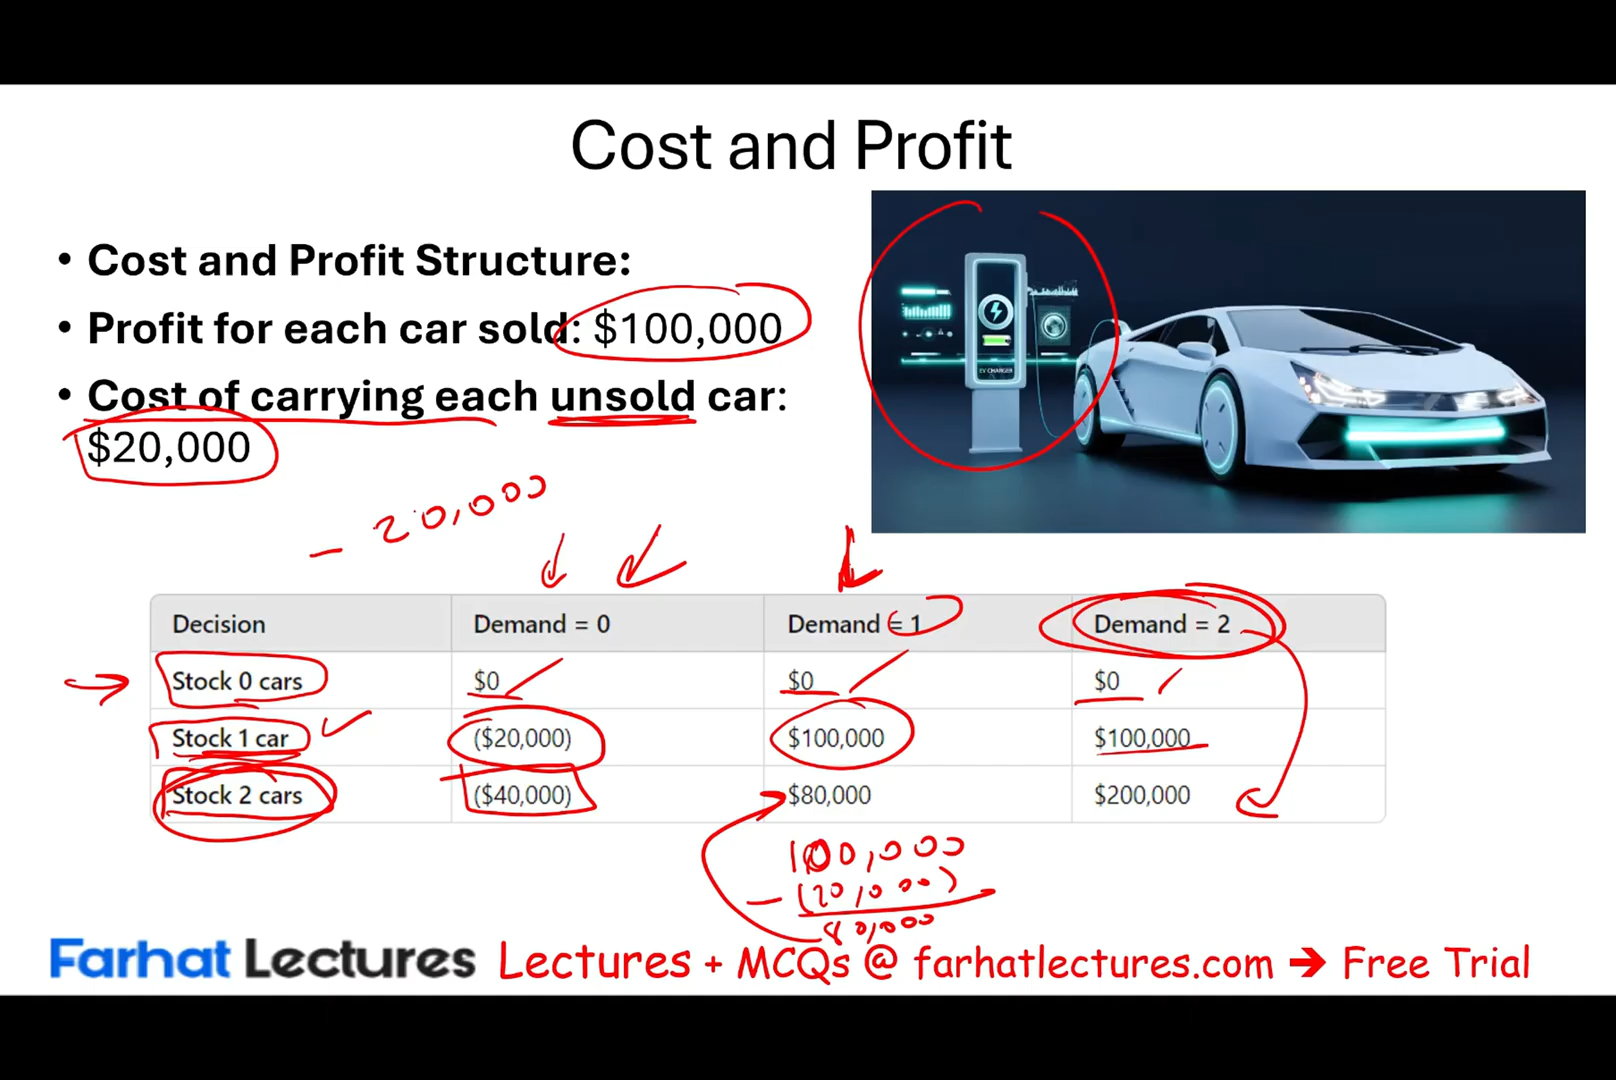 Cost and Profit
• Cost and Profit Structure:
• Profit for each car sold: $100,000
• Cost of carrying each unsold car:
$20,000
EV CHARGER
- 20,000
Decision Demand = 0 Demand = 1 Demand = 2
Stock 0 cars $0 $0 $0
Stock 1 car ($20,000) $100,000 $100,000
Stock 2 cars ($40,000) $80,000 $200,000
100,000
- (20,000)
80,000
Farhat Lectures Lectures + MCQs @ farhatlectures.com → Free Trial